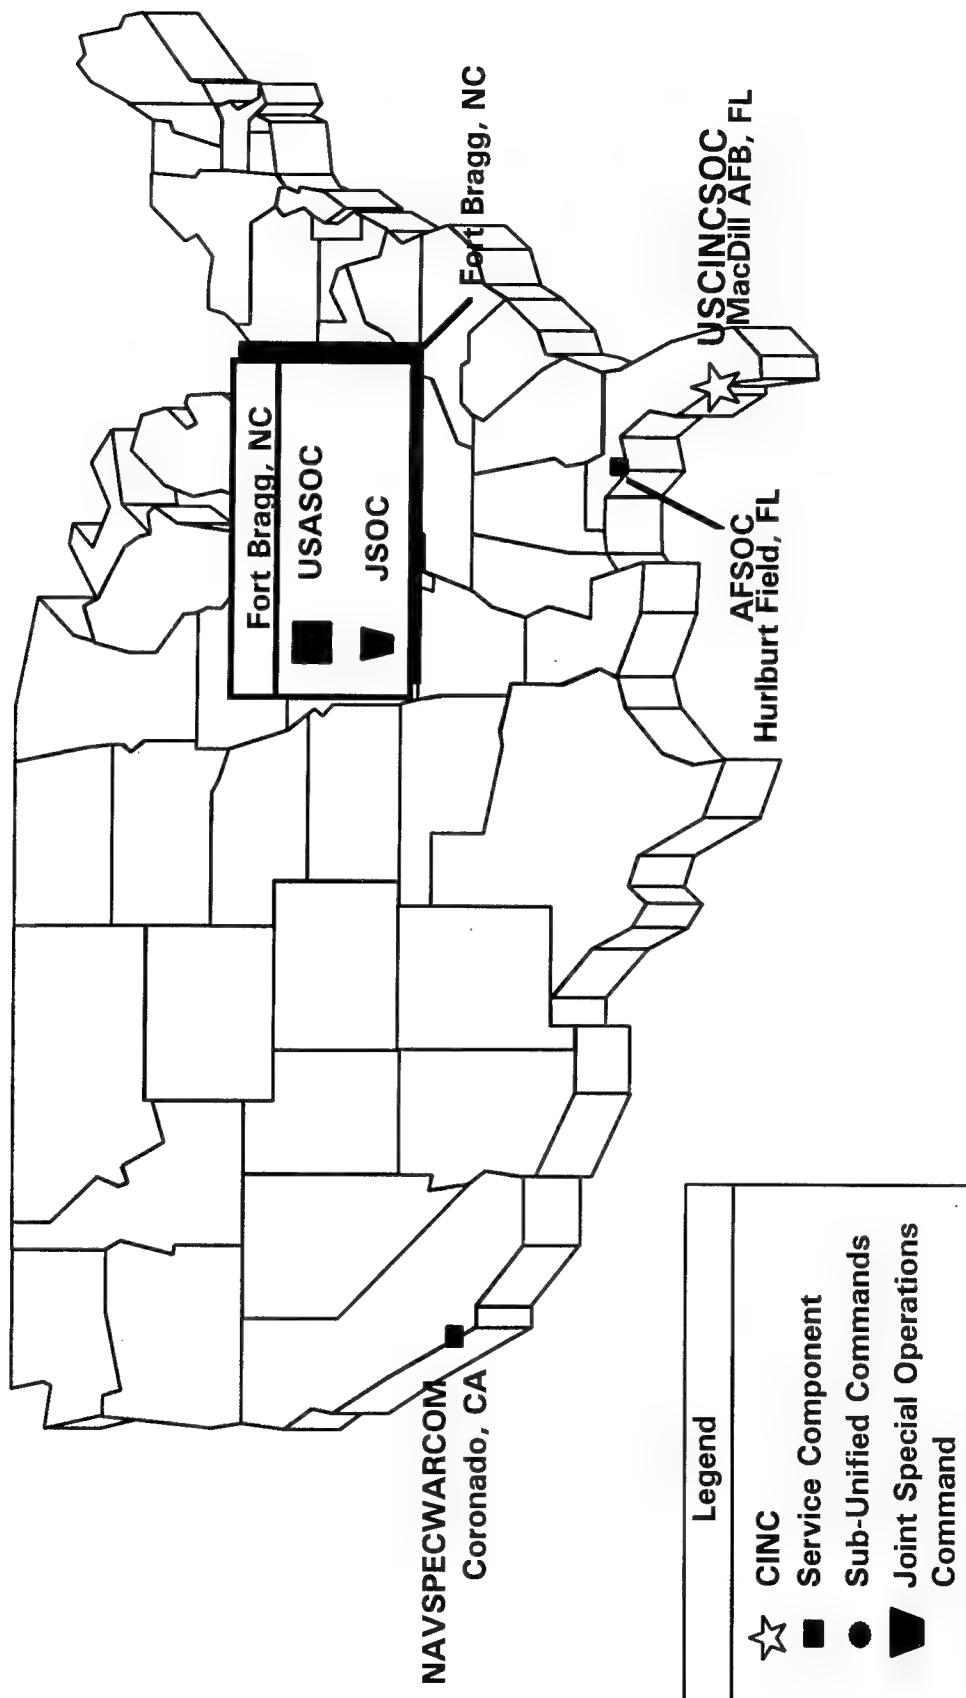 Fort Bragg, NC
USASOC
JSOC
Fort Bragg, NC
USCINCSOC
MacDill AFB, FL
AFSOC
Hurlburt Field, FL
NAVSPECWARCOM
Coronado, CA
Legend
CINC
Service Component
Sub-Unified Commands
Joint Special Operations
Command